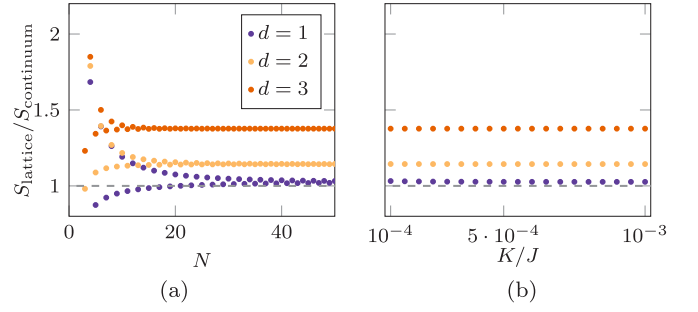 S_lattice/S_continuum
2
1.5
1
d = 1
d = 2
d = 3
0 20 40
N
(a)
10^−4 5 · 10^−4 10^−3
K/J
(b)